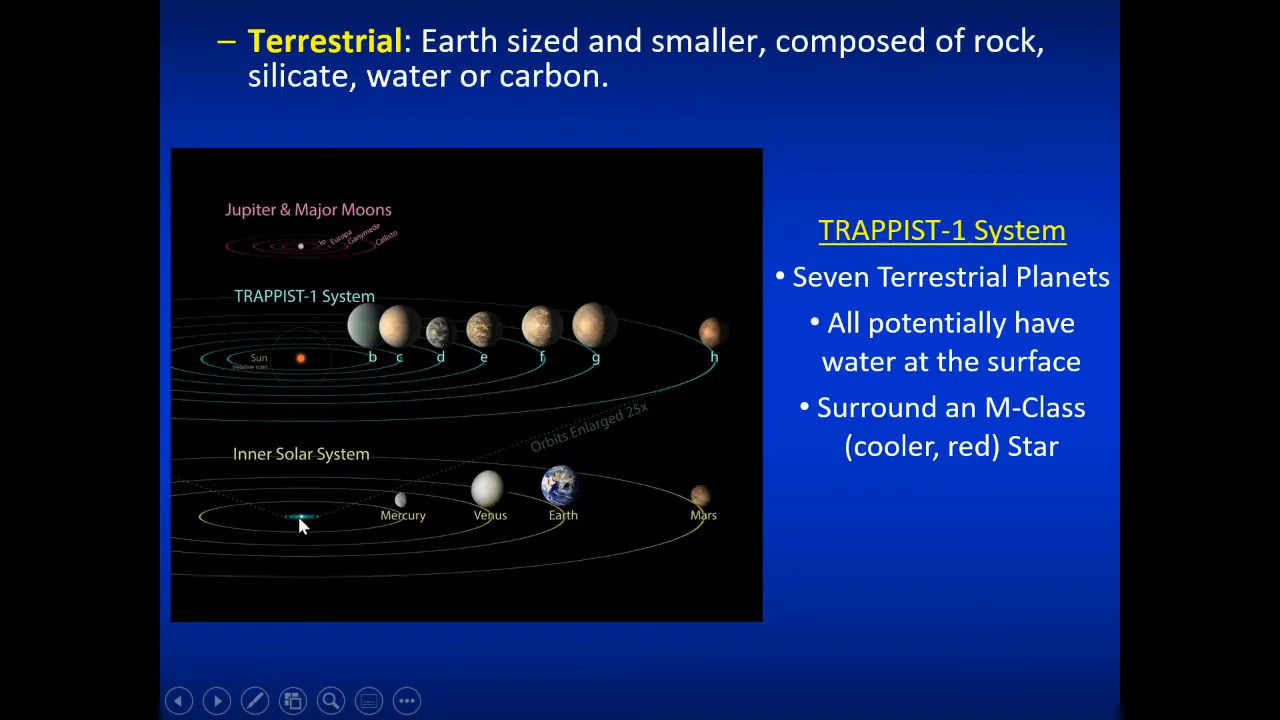 – Terrestrial: Earth sized and smaller, composed of rock,
silicate, water or carbon.
Jupiter & Major Moons
Io Europa Ganymede Callisto
TRAPPIST-1 System
Sun
(relative size)
b c d e f g h
Orbits Enlarged 25x
Inner Solar System
Mercury Venus Earth Mars
TRAPPIST-1 System
• Seven Terrestrial Planets
• All potentially have
water at the surface
• Surround an M-Class
(cooler, red) Star